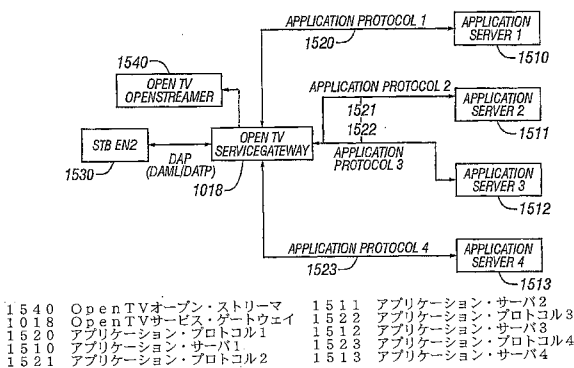 APPLICATION PROTOCOL 1
1520
APPLICATION
SERVER 1
1510
1540
OPEN TV
OPENSTREAMER
APPLICATION PROTOCOL 2
1521
1522
APPLICATION
SERVER 2
1511
STB EN2
1530
DAP
(DAML/DATP)
OPEN TV
SERVICEGATEWAY
1018
APPLICATION
PROTOCOL 3
APPLICATION
SERVER 3
1512
APPLICATION PROTOCOL 4
1523
APPLICATION
SERVER 4
1513
1540 OpenTVオープン・ストリーマ
1018 OpenTVサービス・ゲートウェイ
1520 アプリケーション・プロトコル1
1510 アプリケーション・サーバ1
1521 アプリケーション・プロトコル2
1511 アプリケーション・サーバ2
1522 アプリケーション・プロトコル3
1512 アプリケーション・サーバ3
1523 アプリケーション・プロトコル4
1513 アプリケーション・サーバ4